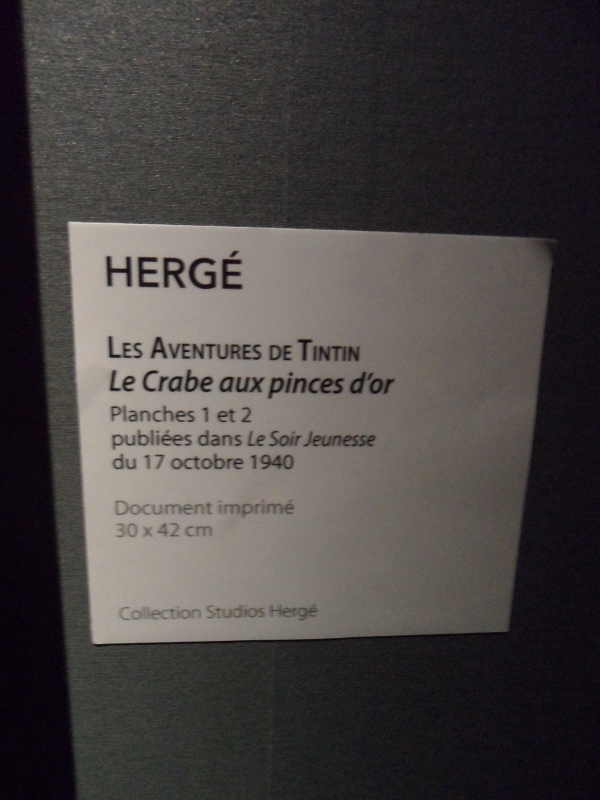 HERGÉ
LES AVENTURES DE TINTIN
Le Crabe aux pinces d'or
Planches 1 et 2
publiées dans Le Soir Jeunesse
du 17 octobre 1940
Document imprimé
30 x 42 cm
Collection Studios Hergé